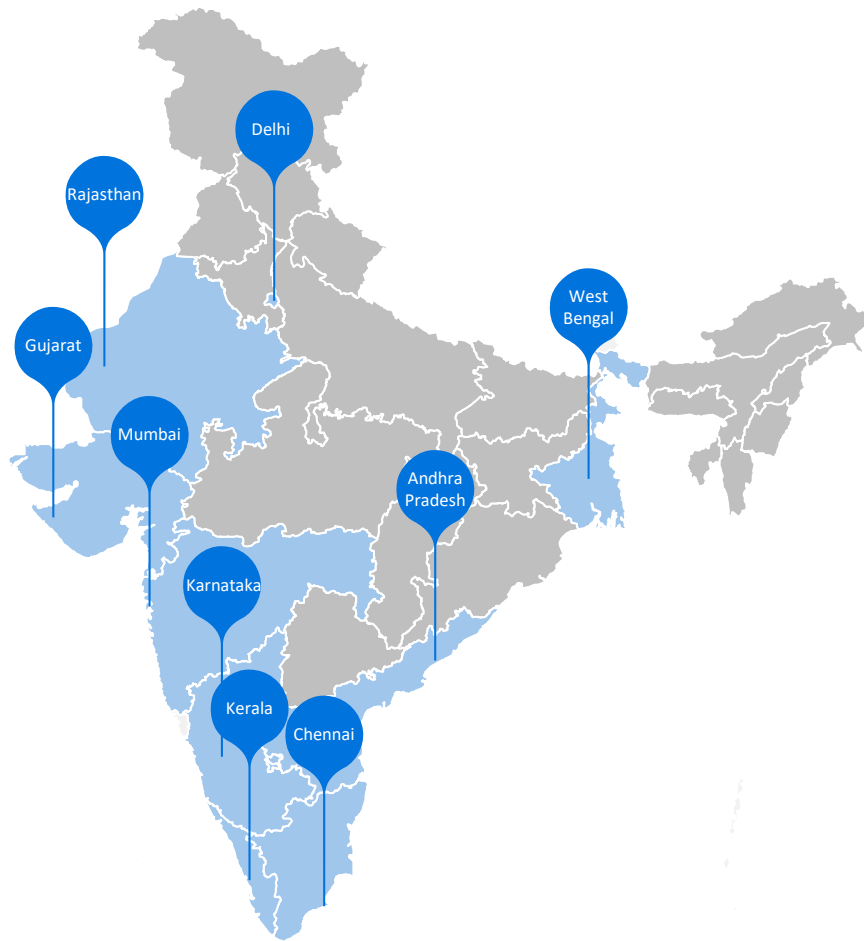 Delhi
Rajasthan
West
Bengal
Gujarat
Mumbai
Andhra
Pradesh
Karnataka
Kerala
Chennai